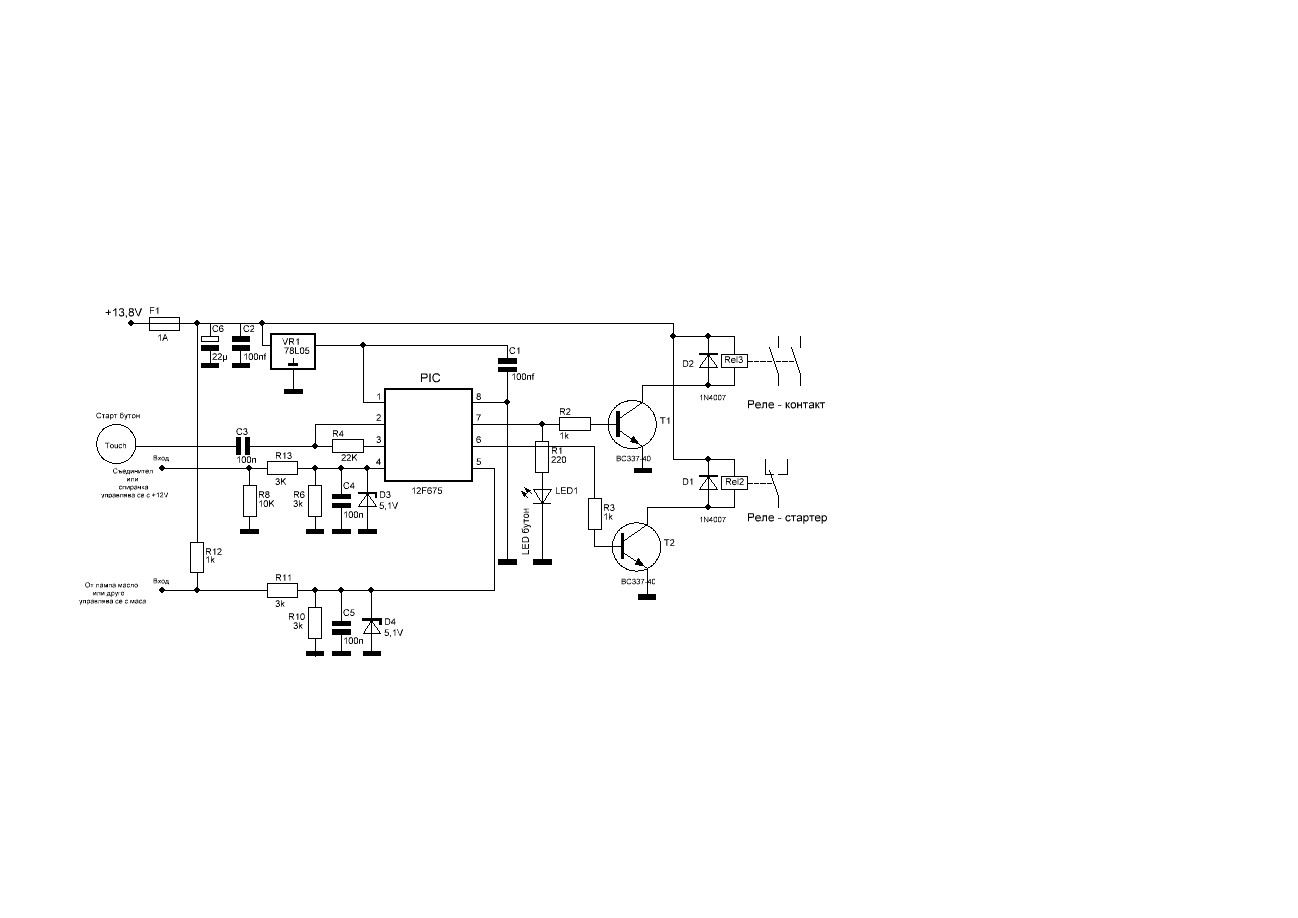 +13,8V
F1
1A
C6
22µ
C2
100nf
VR1
78L05
C1
100nf
PIC
1
2
3
4
8
7
6
5
12F675
Старт бутон
Touch
C3
100n
R4
22K
Вход
R13
3K
Съединител
или
спирачка
управлява се с +12V
R8
10K
R6
3k
C4
100n
D3
5,1V
R2
1k
R1
220
LED1
LED бутон
R3
1k
T1
BC337-40
T2
BC337-40
D2
Rel3
1N4007
Реле - контакт
D1
Rel2
1N4007
Реле - стартер
R12
1k
От лампа масло
или друго
управлява се с маса
Вход
R11
3k
R10
3k
C5
100n
D4
5,1V